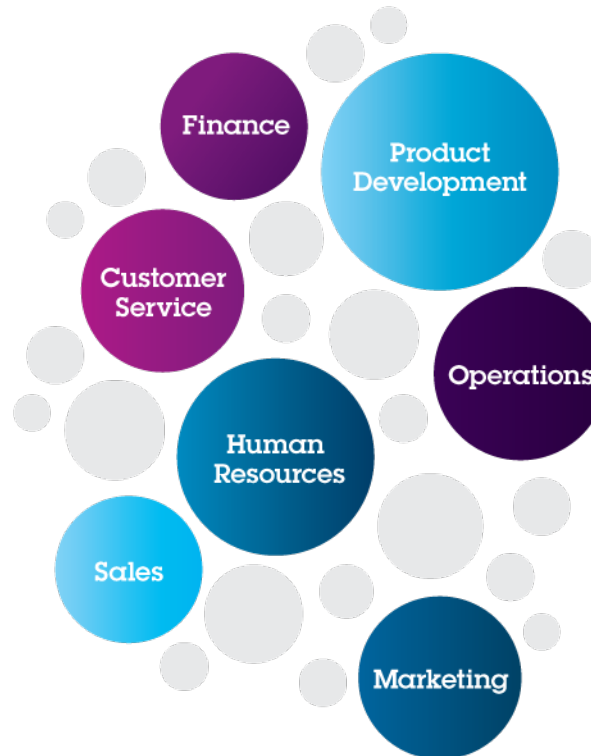 Finance
Product
Development
Customer
Service
Operations
Human
Resources
Sales
Marketing